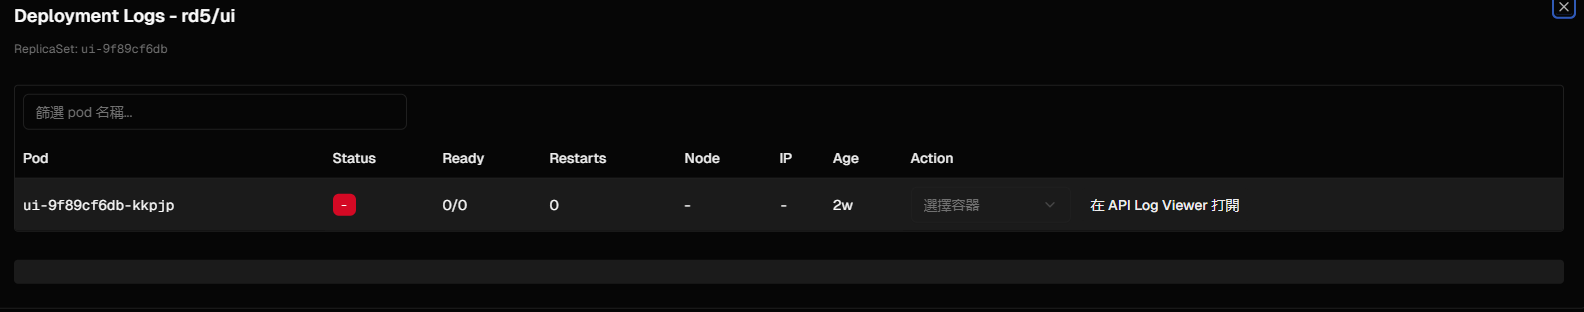 Deployment Logs - rd5/ui
ReplicaSet: ui-9f89cf6db
篩選 pod 名稱...
Pod Status Ready Restarts Node IP Age Action
ui-9f89cf6db-kkpjp - 0/0 0 - - 2w 選擇容器 在 API Log Viewer 打開